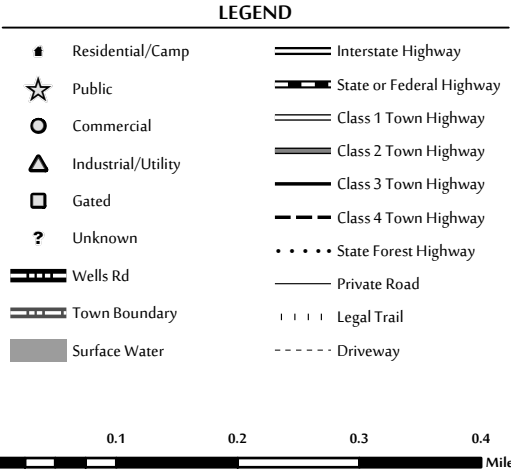 LEGEND
Residential/Camp
Public
Commercial
Industrial/Utility
Gated
? Unknown
Wells Rd
Town Boundary
Surface Water
Interstate Highway
State or Federal Highway
Class 1 Town Highway
Class 2 Town Highway
Class 3 Town Highway
Class 4 Town Highway
State Forest Highway
Private Road
Legal Trail
Driveway
0.1 0.2 0.3 0.4
Mile